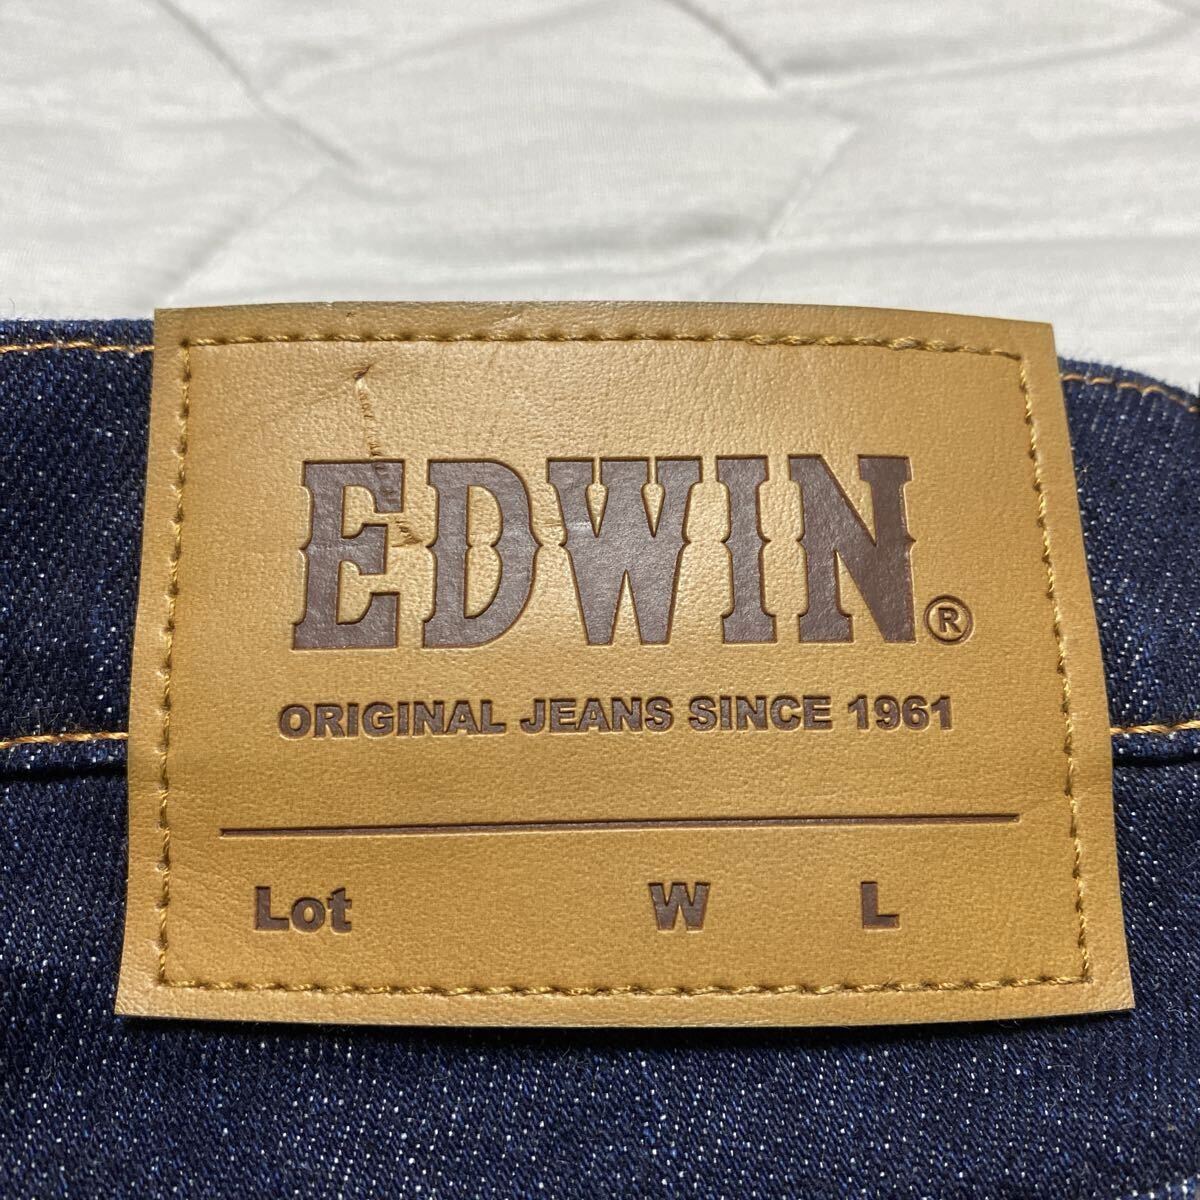 EDWIN.®
ORIGINAL JEANS SINCE 1961
Lot W L